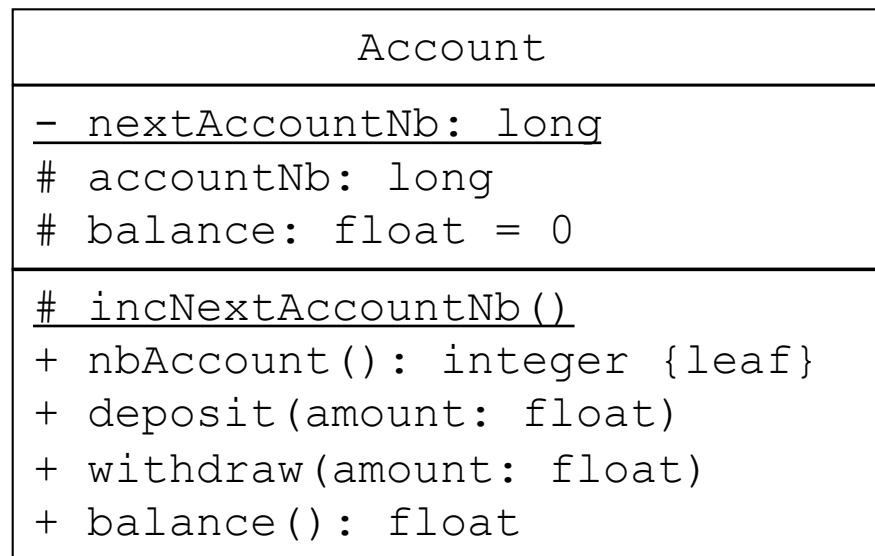 Account
- nextAccountNb: long
# accountNb: long
# balance: float = 0
# incNextAccountNb()
+ nbAccount(): integer {leaf}
+ deposit(amount: float)
+ withdraw(amount: float)
+ balance(): float